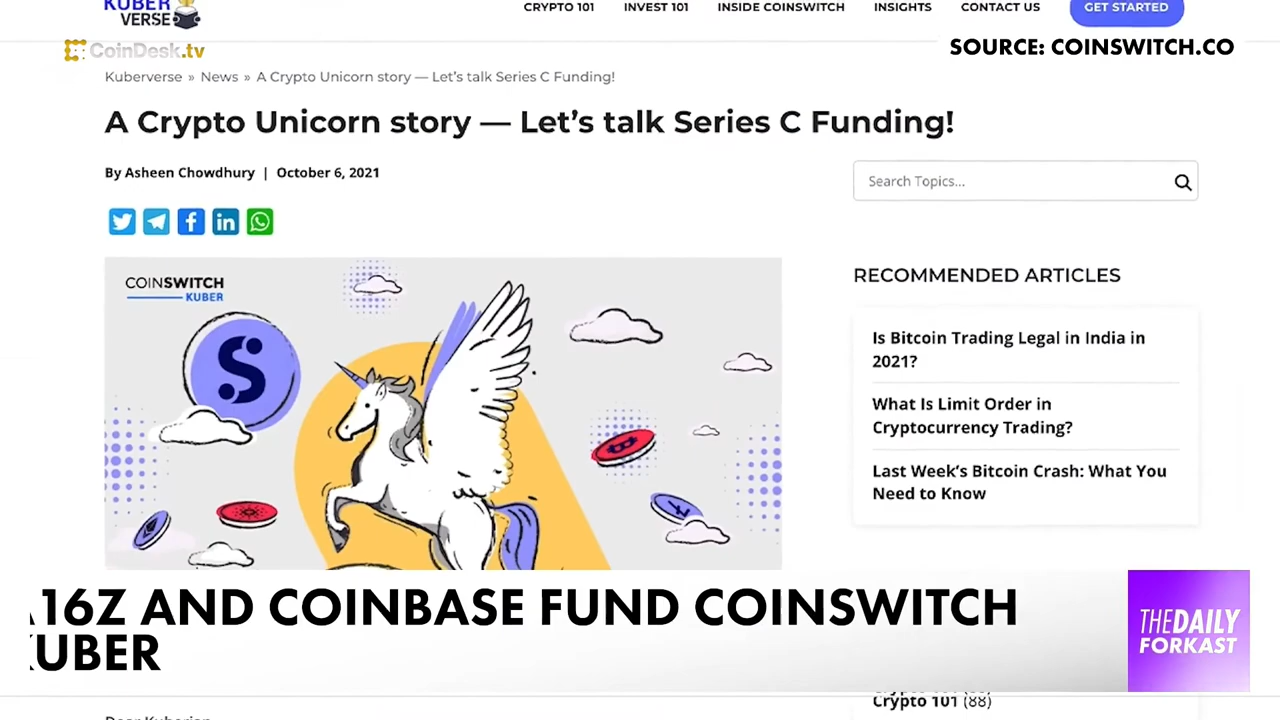 KUBER
VERSE
CRYPTO 101
INVEST 101
INSIDE COINSWITCH
INSIGHTS
CONTACT US
GET STARTED
CoinDesk.tv
SOURCE: COINSWITCH.CO
Kuberverse » News » A Crypto Unicorn story — Let's talk Series C Funding!
A Crypto Unicorn story — Let's talk Series C Funding!
By Asheen Chowdhury | October 6, 2021
Search Topics...
COINSWITCH
KUBER
RECOMMENDED ARTICLES
Is Bitcoin Trading Legal in India in
2021?
What Is Limit Order in
Cryptocurrency Trading?
Last Week's Bitcoin Crash: What You
Need to Know
A16Z AND COINBASE FUND COINSWITCH
KUBER
THE DAILY
FORKAST
Crypto 101 (88)